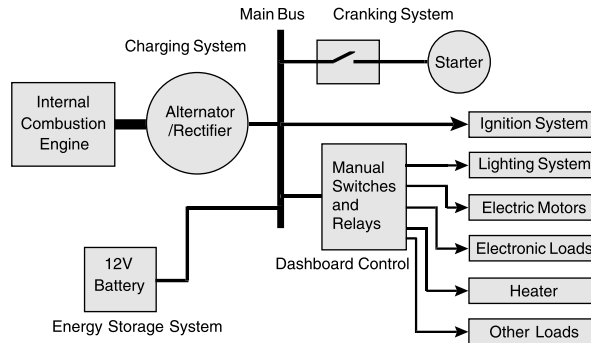 Main Bus
Cranking System
Charging System
Starter
Internal
Combustion
Engine
Alternator
/Rectifier
Ignition System
Manual
Switches
and
Relays
Lighting System
Electric Motors
Electronic Loads
Heater
Other Loads
Dashboard Control
12V
Battery
Energy Storage System